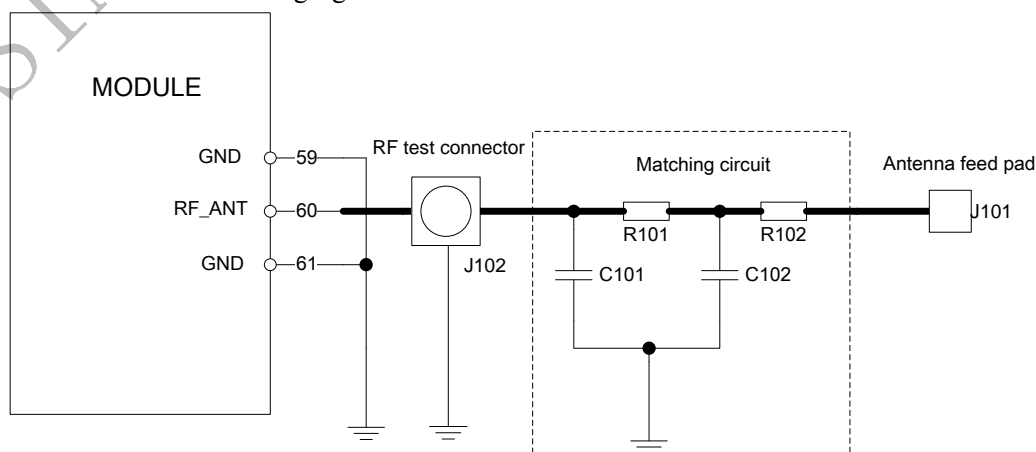 MODULE
GND
59
RF_ANT
60
GND
61
RF test connector
J102
Matching circuit
R101
R102
C101
C102
Antenna feed pad
J101